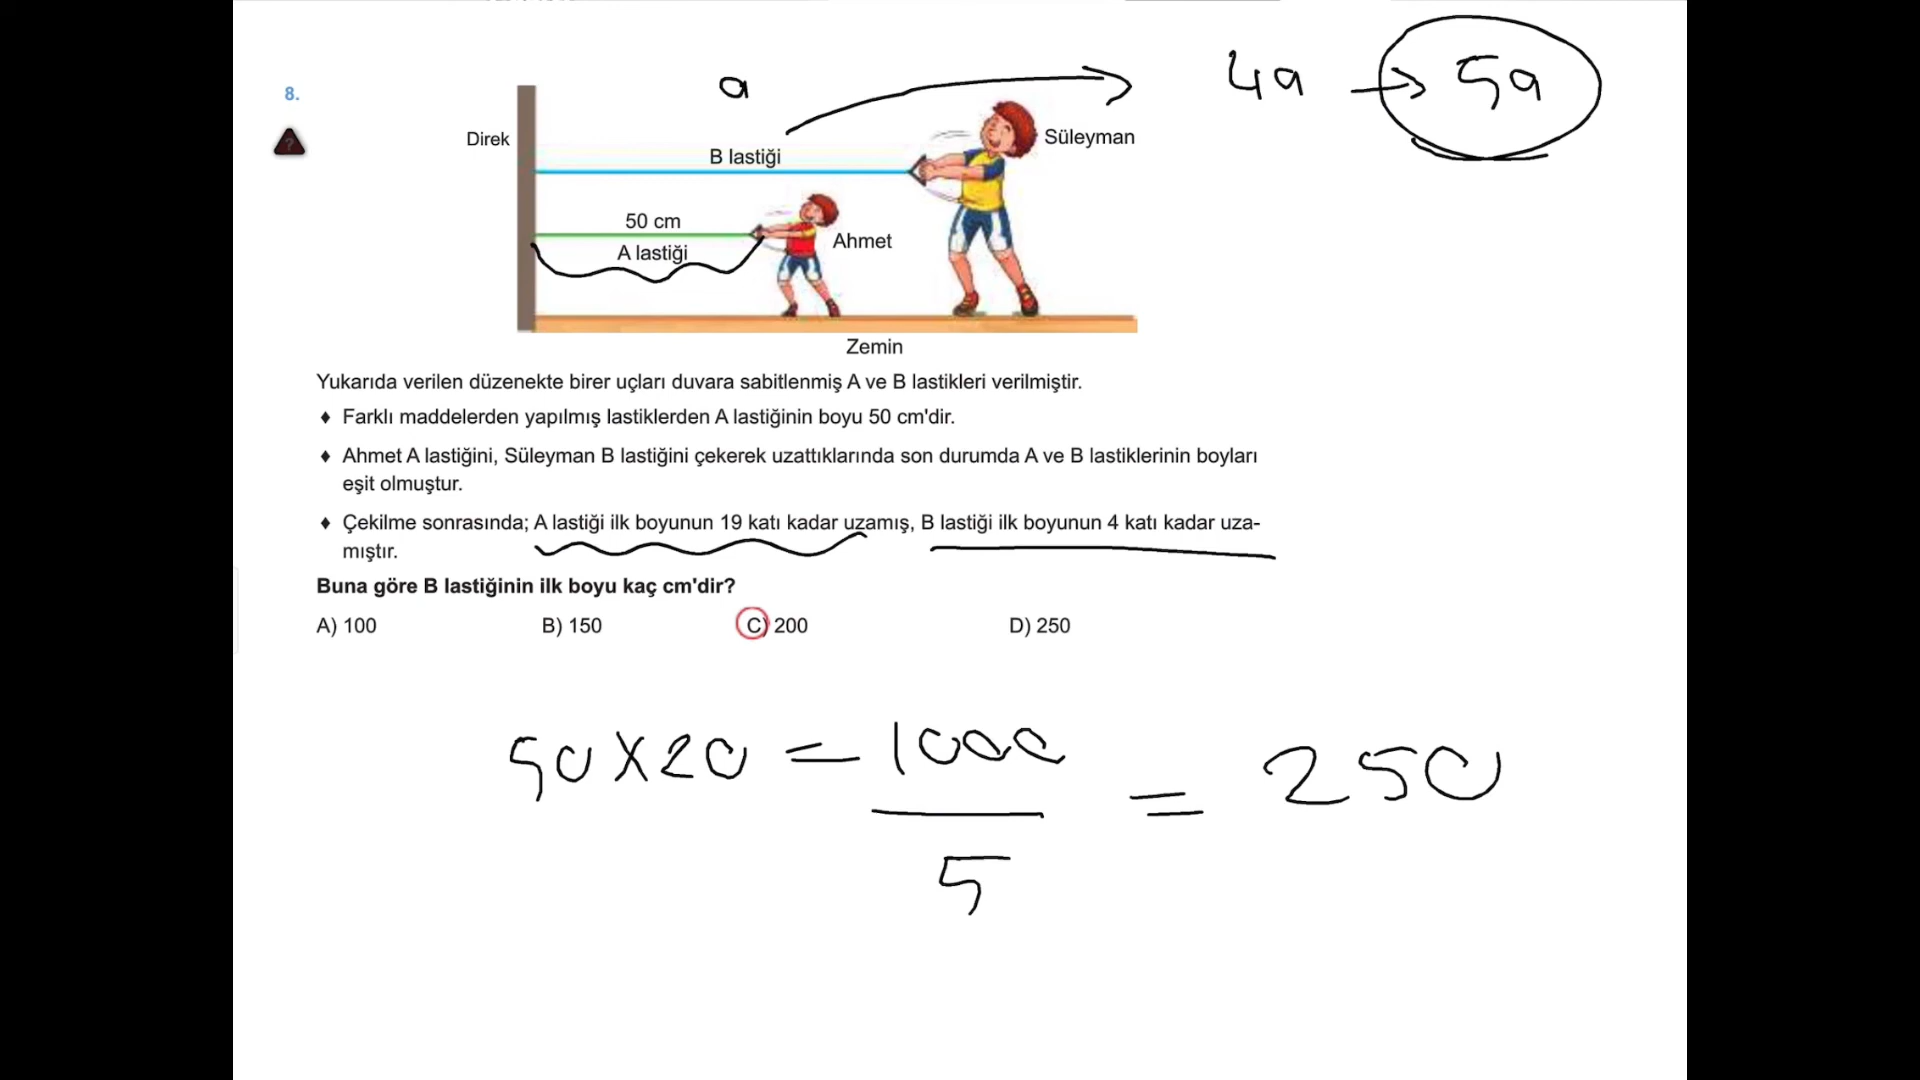 a
4a → 5a
8.
Direk
Süleyman
B lastiği
50 cm
A lastiği
Ahmet
Zemin
Yukarıda verilen düzenekte birer uçları duvara sabitlenmiş A ve B lastikleri verilmiştir.
♦ Farklı maddelerden yapılmış lastiklerden A lastiğinin boyu 50 cm'dir.
♦ Ahmet A lastiğini, Süleyman B lastiğini çekerek uzattıklarında son durumda A ve B lastiklerinin boyları
eşit olmuştur.
♦ Çekilme sonrasında; A lastiği ilk boyunun 19 katı kadar uzamış, B lastiği ilk boyunun 4 katı kadar uza-
mıştır.
Buna göre B lastiğinin ilk boyu kaç cm'dir?
A) 100 B) 150 C) 200 D) 250
50 X 20 = 1000
5
= 250